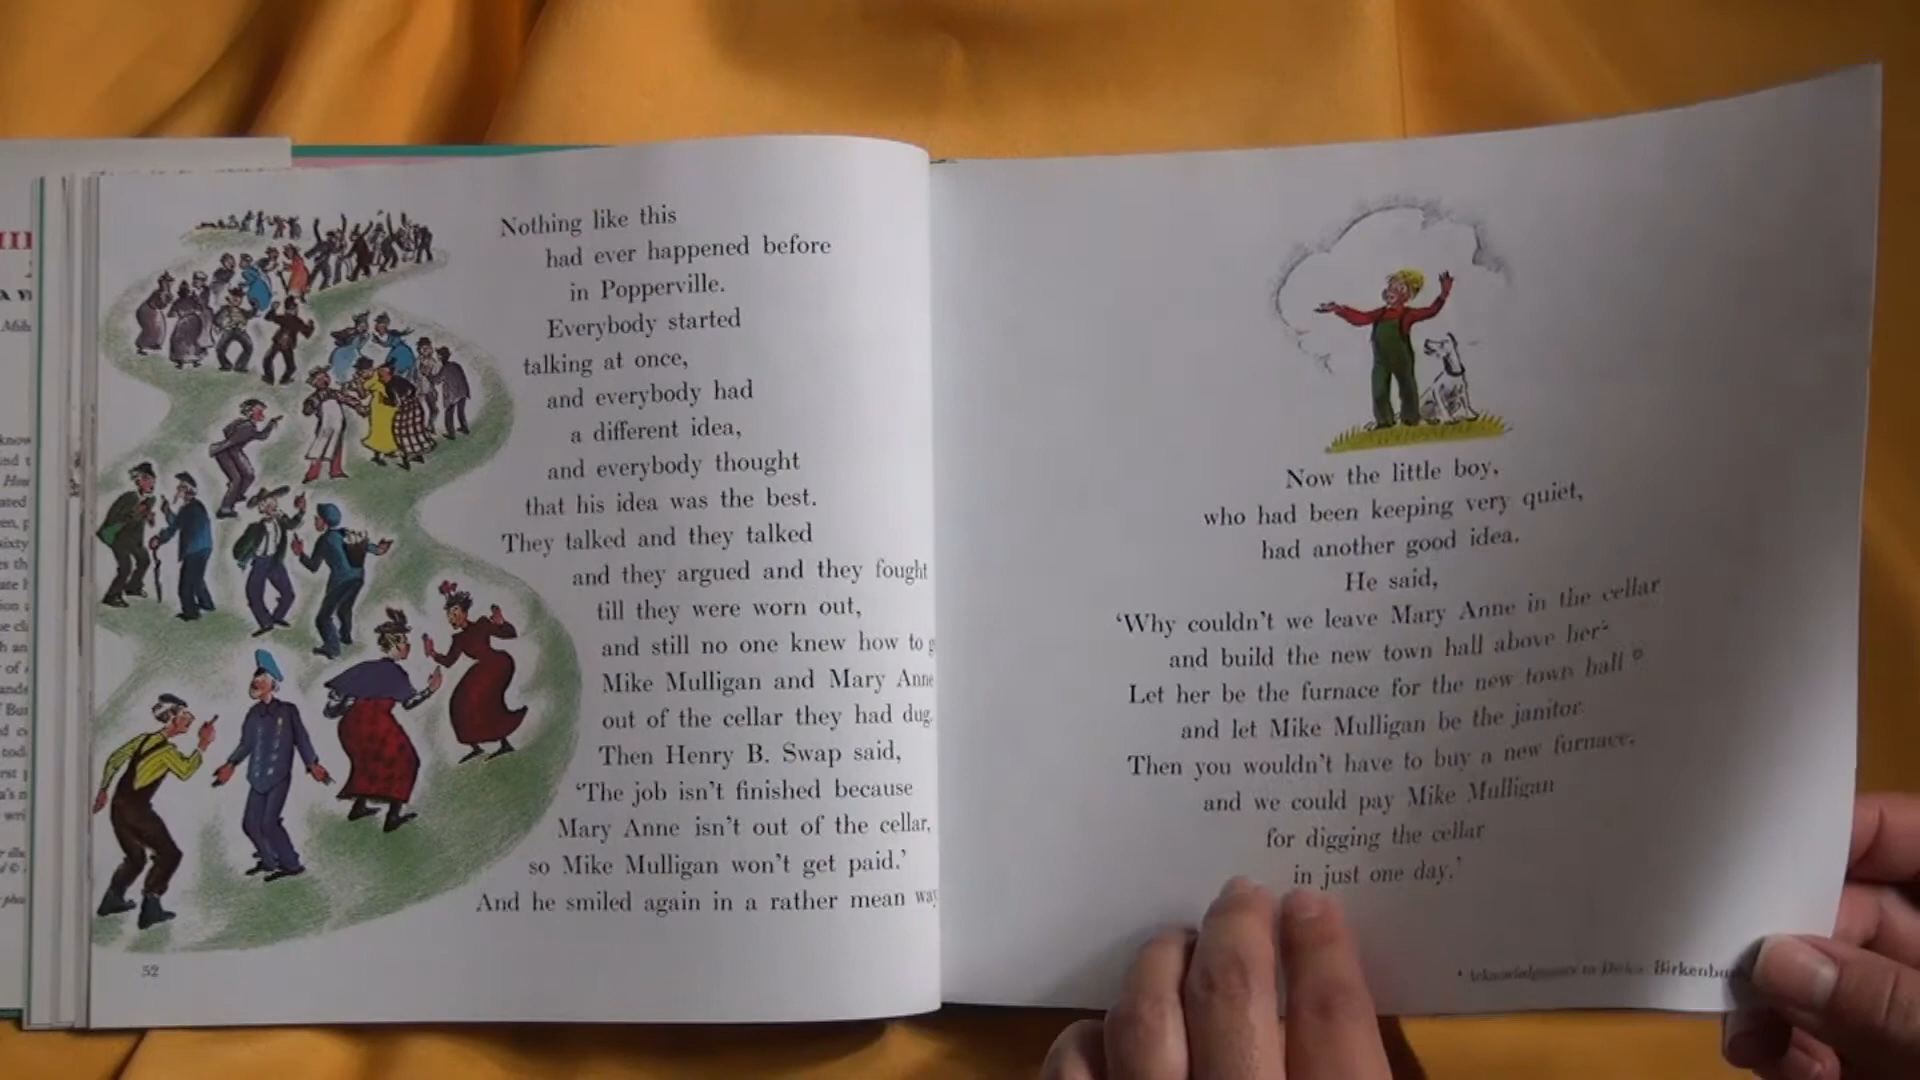 Nothing like this
had ever happened before
in Popperville.
Everybody started
talking at once,
and everybody had
a different idea,
and everybody thought
that his idea was the best.
They talked and they talked
and they argued and they fought
till they were worn out,
and still no one knew how to
Mike Mulligan and Mary Anne
out of the cellar they had dug.
Then Henry B. Swap said,
'The job isn't finished because
Mary Anne isn't out of the cellar,
so Mike Mulligan won't get paid.'
And he smiled again in a rather mean way
52
Now the little boy,
who had been keeping very quiet,
had another good idea.
He said,
'Why couldn't we leave Mary Anne in the cellar
and build the new town hall above her?
Let her be the furnace for the new town hall *
and let Mike Mulligan be the janitor.
Then you wouldn't have to buy a new furnace,
and we could pay Mike Mulligan
for digging the cellar
in just one day.'
* Acknowledgments to Dickie Birkenbu